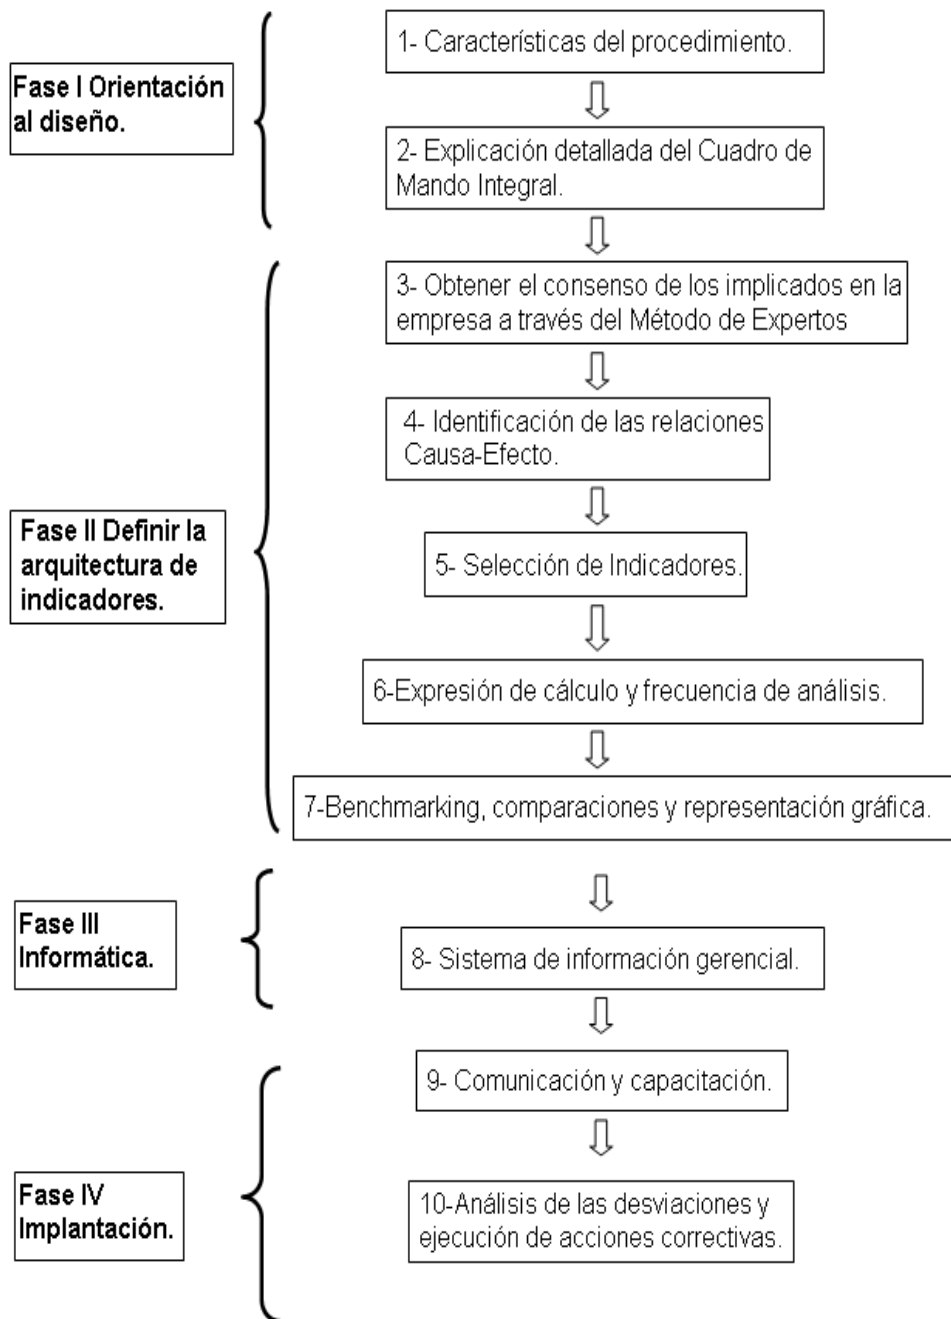 1- Características del procedimiento.
Fase I Orientación
al diseño.
2- Explicación detallada del Cuadro de
Mando Integral.
3- Obtener el consenso de los implicados en la
empresa a través del Método de Expertos
4- Identificación de las relaciones
Causa-Efecto.
Fase II Definir la
arquitectura de
indicadores.
5- Selección de Indicadores.
6-Expresión de cálculo y frecuencia de análisis.
7-Benchmarking, comparaciones y representación gráfica.
Fase III
Informática.
8- Sistema de información gerencial.
9- Comunicación y capacitación.
Fase IV
Implantación.
10-Análisis de las desviaciones y
ejecución de acciones correctivas.